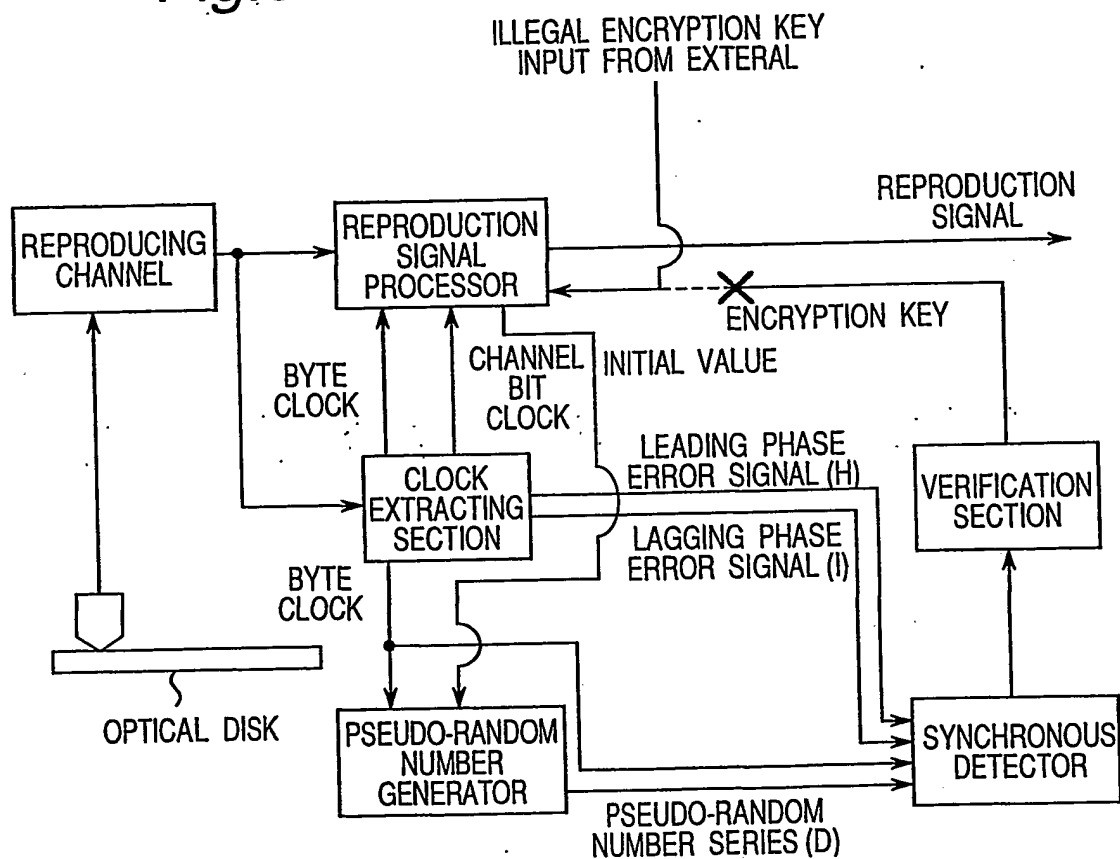 Fig.
ILLEGAL ENCRYPTION KEY
INPUT FROM EXTERAL
REPRODUCTION
SIGNAL
REPRODUCING
CHANNEL
REPRODUCTION
SIGNAL
PROCESSOR
ENCRYPTION KEY
BYTE
CLOCK
CHANNEL
BIT
CLOCK
INITIAL VALUE
LEADING PHASE
ERROR SIGNAL (H)
CLOCK
EXTRACTING
SECTION
VERIFICATION
SECTION
LAGGING PHASE
ERROR SIGNAL (I)
BYTE
CLOCK
OPTICAL DISK
PSEUDO-RANDOM
NUMBER
GENERATOR
SYNCHRONOUS
DETECTOR
PSEUDO-RANDOM
NUMBER SERIES (D)